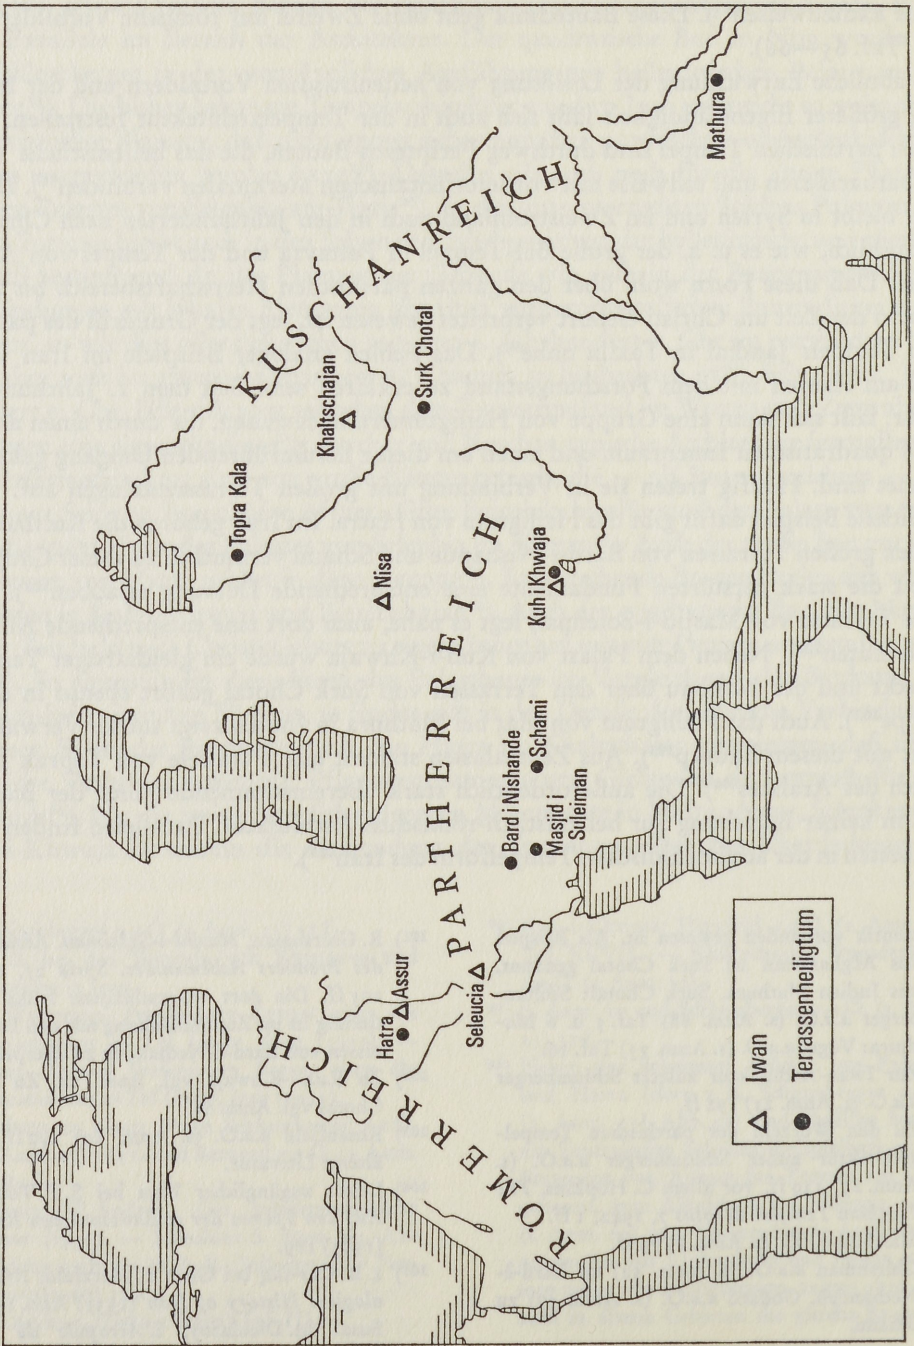 RÖMERREICH
PARTHERREICH
KUSCHANREICH
Topra Kala
Khaltschajan
Surk Chotal
Mathura
Nisa
Kuh i Khwaja
Hatra
Assur
Seleucia
Bard i Nishande
Schami
Masjid i
Suleiman
Iwan
Terrassenheiligtum